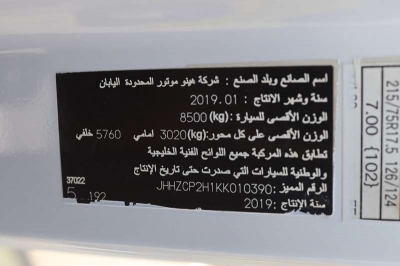 اسم الصانع وبلد الصنع : شركة هينو موتور المحدودة اليابان
سنة وشهر الانتاج : 2019.01
الوزن الأقصى للسيارة : (kg)8500
الوزن الأقصى على كل محور: (kg)3020 امامي 5760 خلفي
تطابق هذه المركبة جميع اللوائح الفنية الخليجية
والوطنية للسيارات التي صدرت حتى تاريخ الإنتاج
الرقم المميز: JHHZCP2H1KK010390
سنة الإنتاج: 2019
37022
5 192
215/75R17.5 126/124
7.00 {102}